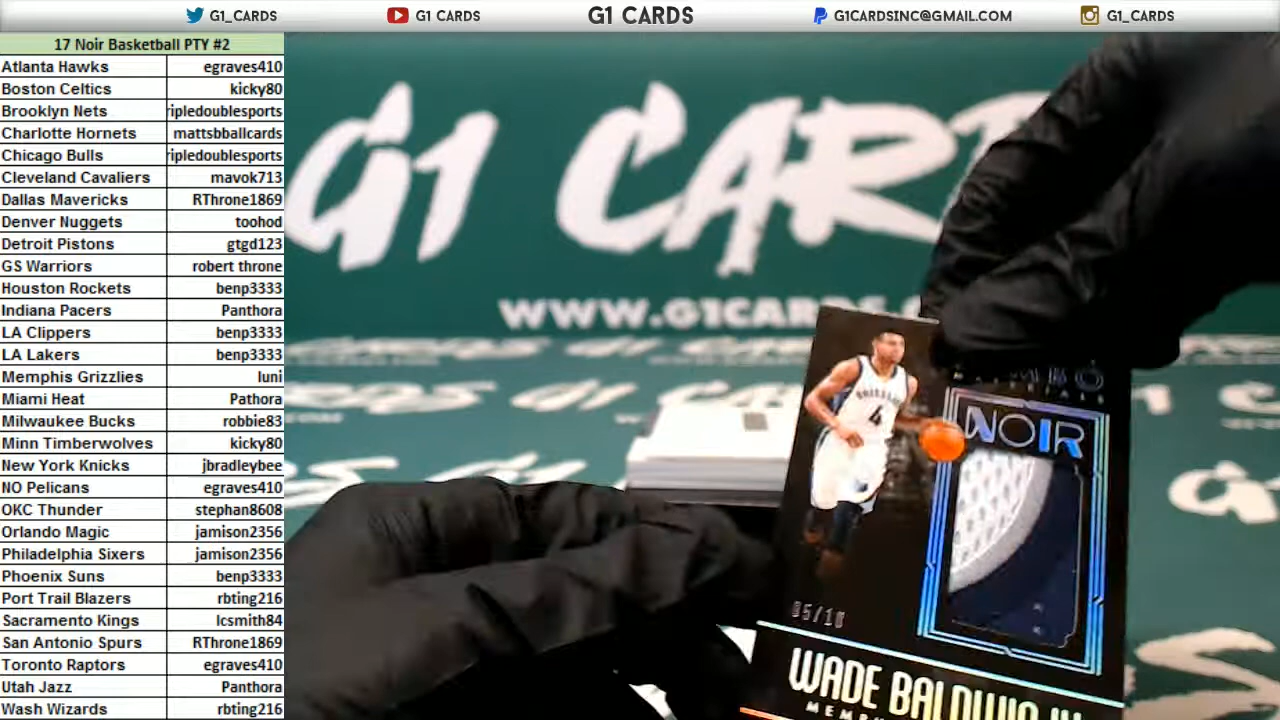 G1_CARDS G1 CARDS G1 CARDS G1CARDSINC@GMAIL.COM G1_CARDS
17 Noir Basketball PTY #2
Atlanta Hawks egraves410
Boston Celtics kicky80
Brooklyn Nets ripledoublesports
Charlotte Hornets mattsbballcards
Chicago Bulls ripledoublesports
Cleveland Cavaliers mavok713
Dallas Mavericks RThrone1869
Denver Nuggets toohod
Detroit Pistons gtgd123
GS Warriors robert throne
Houston Rockets benp3333
Indiana Pacers Panthora
LA Clippers benp3333
LA Lakers benp3333
Memphis Grizzlies luni
Miami Heat Pathora
Milwaukee Bucks robbie83
Minn Timberwolves kicky80
New York Knicks jbradleybee
NO Pelicans egraves410
OKC Thunder stephan8608
Orlando Magic jamison2356
Philadelphia Sixers jamison2356
Phoenix Suns benp3333
Port Trail Blazers rbting216
Sacramento Kings lcsmith84
San Antonio Spurs RThrone1869
Toronto Raptors egraves410
Utah Jazz Panthora
Wash Wizards rbting216
G1 CAR
WWW.G1CARD
NOIR
4
05/10
WADE BALDWIN IV
MEMP